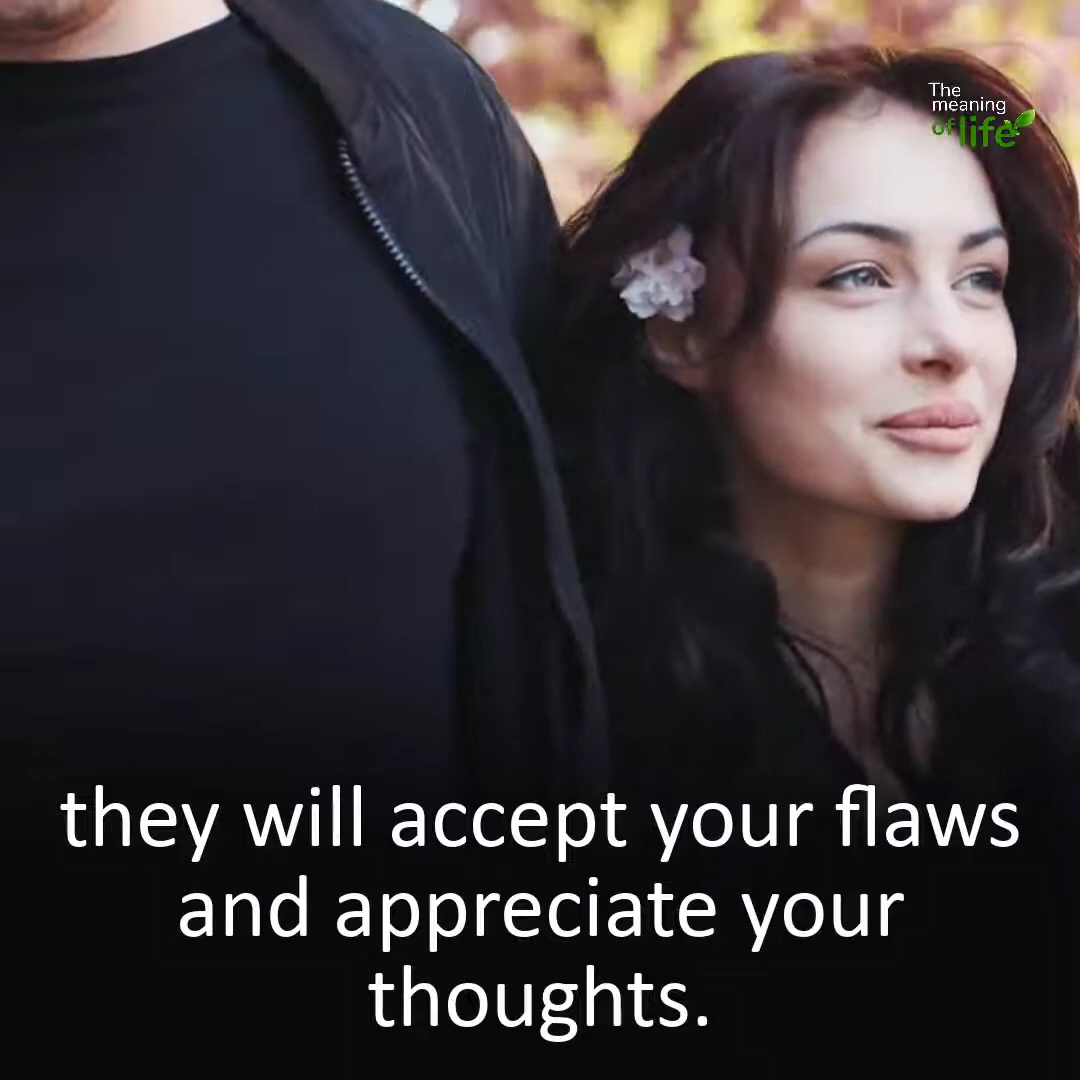 The
meaning
of life
they will accept your flaws
and appreciate your
thoughts.